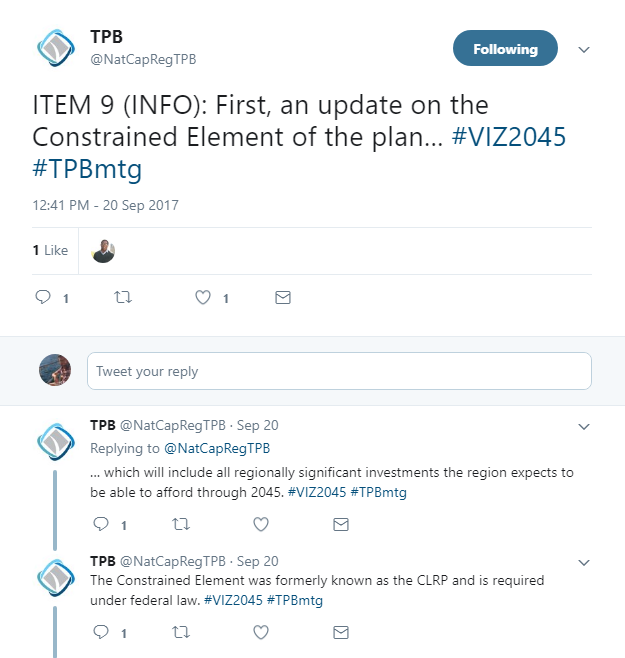 TPB
@NatCapRegTPB
Following
ITEM 9 (INFO): First, an update on the
Constrained Element of the plan... #VIZ2045
#TPBmtg
12:41 PM - 20 Sep 2017
1 Like
1
1
Tweet your reply
TPB @NatCapRegTPB · Sep 20
Replying to @NatCapRegTPB
... which will include all regionally significant investments the region expects to
be able to afford through 2045. #VIZ2045 #TPBmtg
1
TPB @NatCapRegTPB · Sep 20
The Constrained Element was formerly known as the CLRP and is required
under federal law. #VIZ2045 #TPBmtg
1